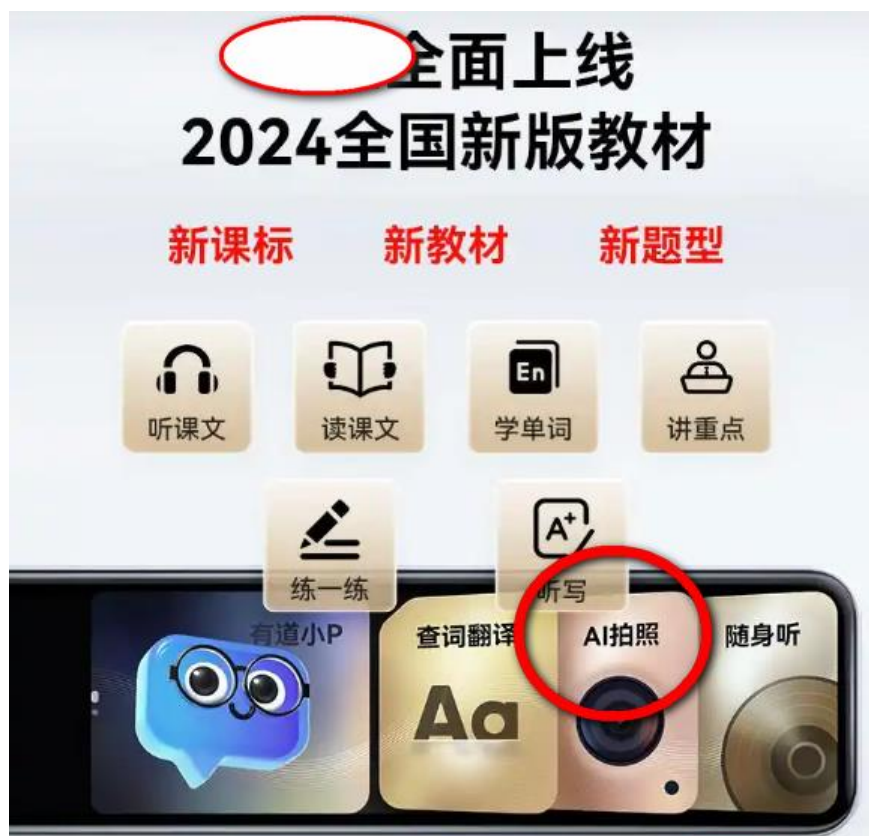 全面上线
2024全国新版教材
新课标 新教材 新题型
En
听课文 读课文 学单词 讲重点
A+
练一练 听写
有道小P 查词翻译 AI拍照 随身听
Aa